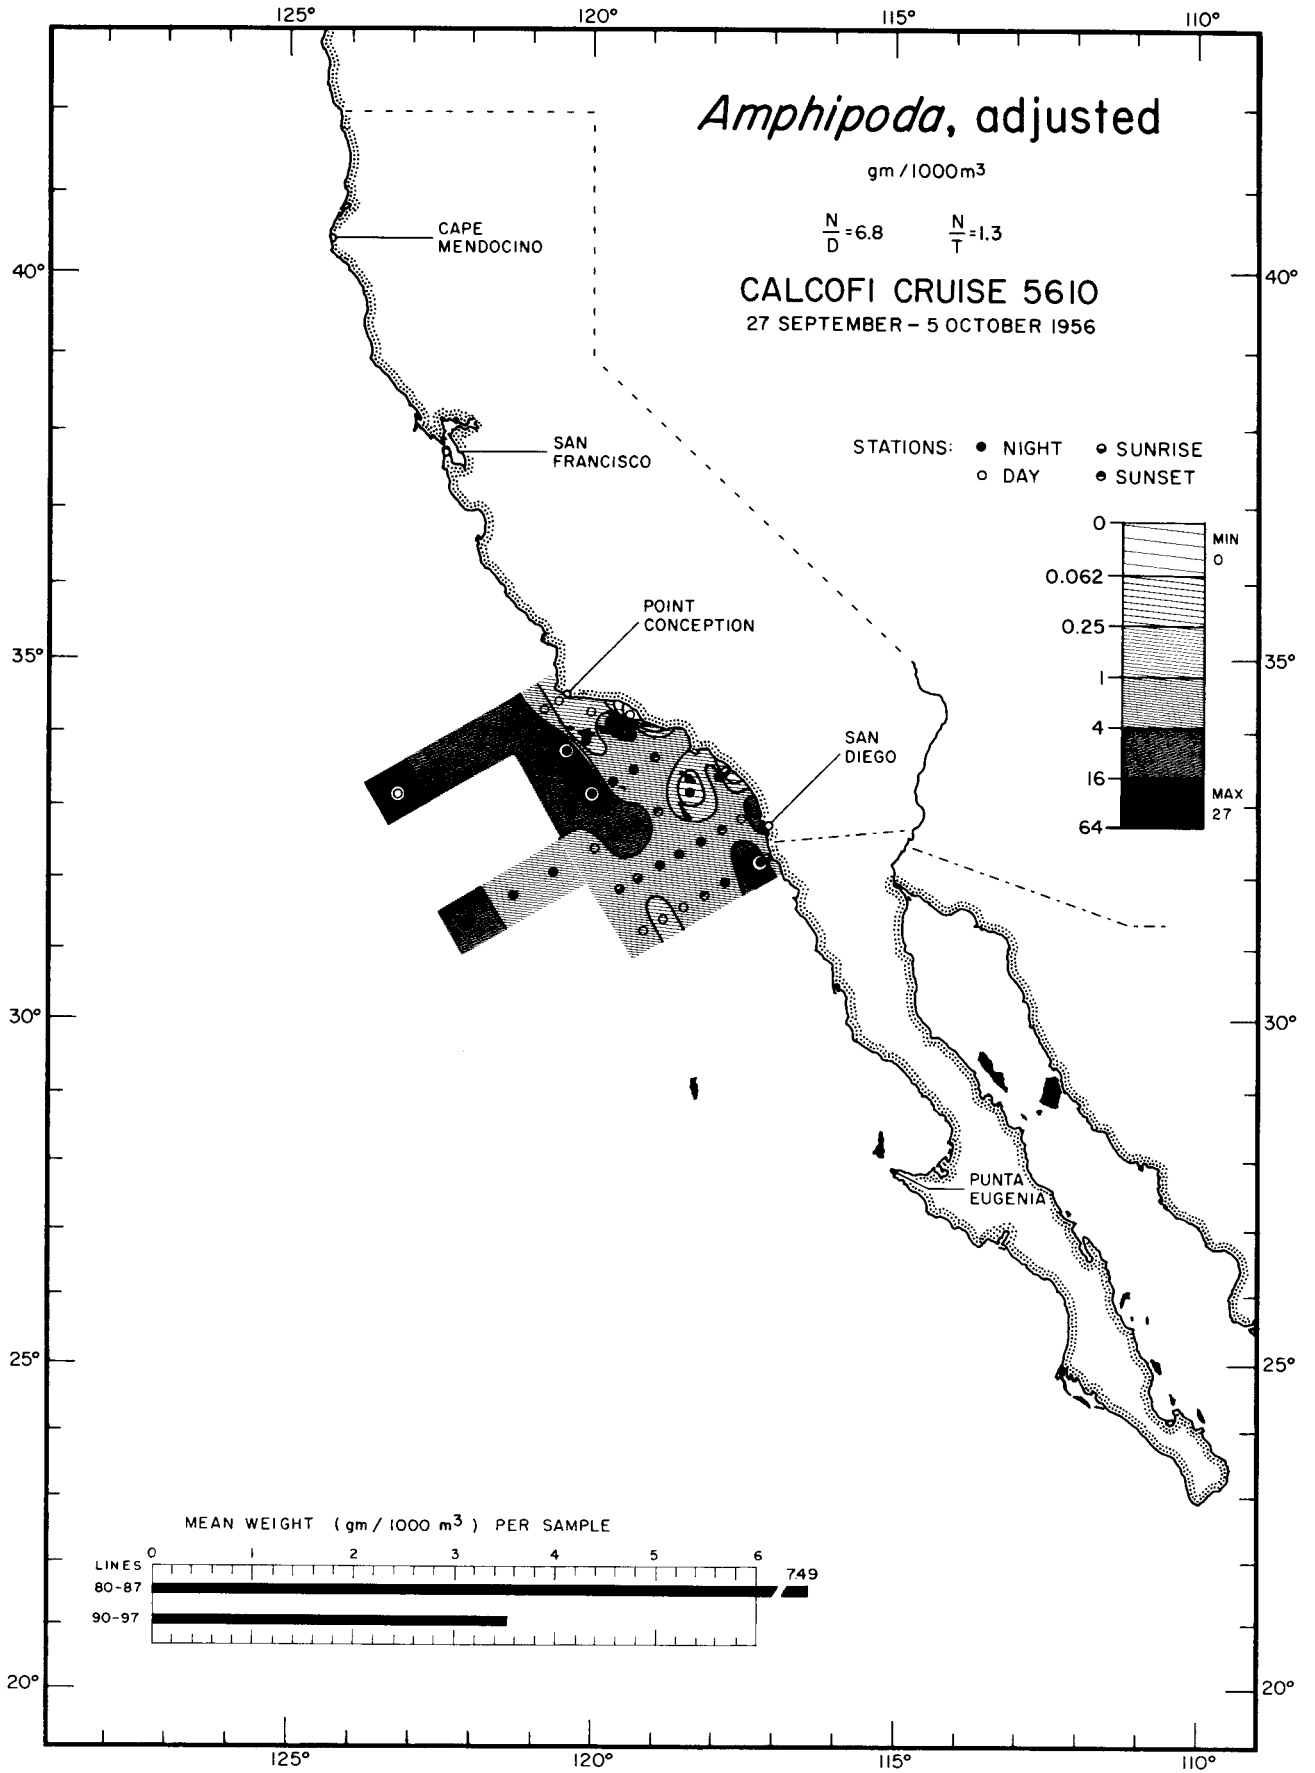 125° 120° 115° 110°
Amphipoda, adjusted
gm/1000m³
N/D=6.8 N/T=1.3
CALCOFI CRUISE 5610
27 SEPTEMBER – 5 OCTOBER 1956
CAPE
MENDOCINO
40° 40°
SAN
FRANCISCO
STATIONS: NIGHT SUNRISE
DAY SUNSET
0
MIN
0
0.062
0.25
1
4
16
MAX
27
64
POINT
CONCEPTION
35° 35°
SAN
DIEGO
30° 30°
PUNTA
EUGENIA
25° 25°
MEAN WEIGHT (gm/1000 m³) PER SAMPLE
LINES 0 1 2 3 4 5 6
80-87 7.49
90-97
20° 20°
125° 120° 115° 110°